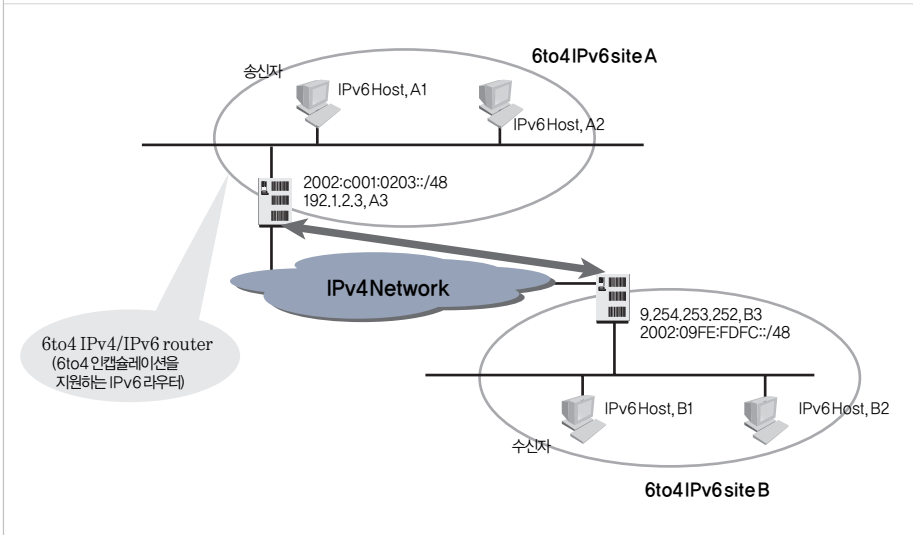 6to4 IPv6 site A
송신자
IPv6 Host, A1
IPv6 Host, A2
2002:c001:0203::/48
192.1.2.3, A3
IPv4 Network
9.254.253.252, B3
2002:09FE:FDFC::/48
6to4 IPv4/IPv6 router
(6to4 인캡슐레이션을
지원하는 IPv6 라우터)
IPv6 Host, B1
IPv6 Host, B2
수신자
6to4 IPv6 site B